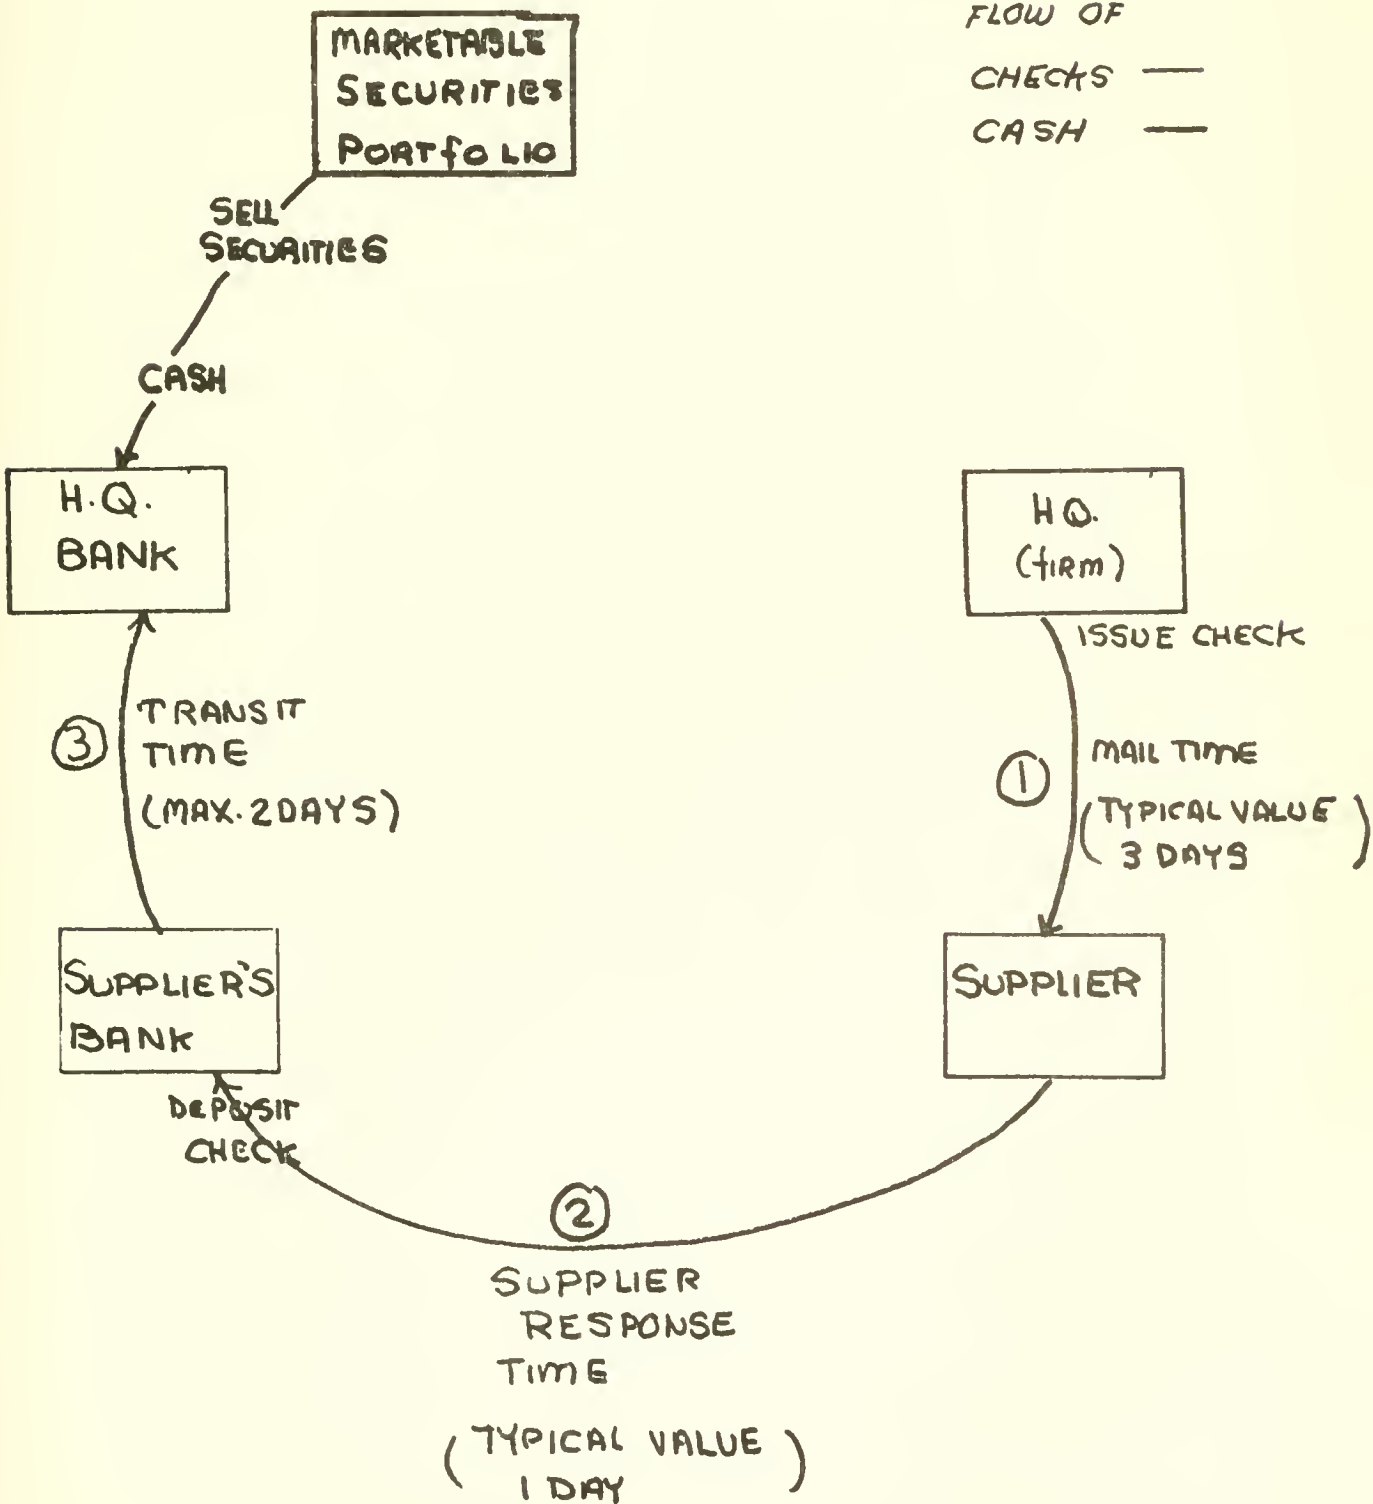 FLOW OF
CHECKS
CASH
MARKETABLE
SECURITIES
PORTfOLIO
SELL
SECURITIES
CASH
H.Q.
BANK
HQ.
(fIRM)
ISSUE CHECK
① MAIL TIME
(TYPICAL VALUE
3 DAYS)
SUPPLIER
② SUPPLIER
RESPONSE
TIME
(TYPICAL VALUE
1 DAY)
DEPOSIT
CHECK
SUPPLIER'S
BANK
③ TRANSIT
TIME
(MAX. 2 DAYS)